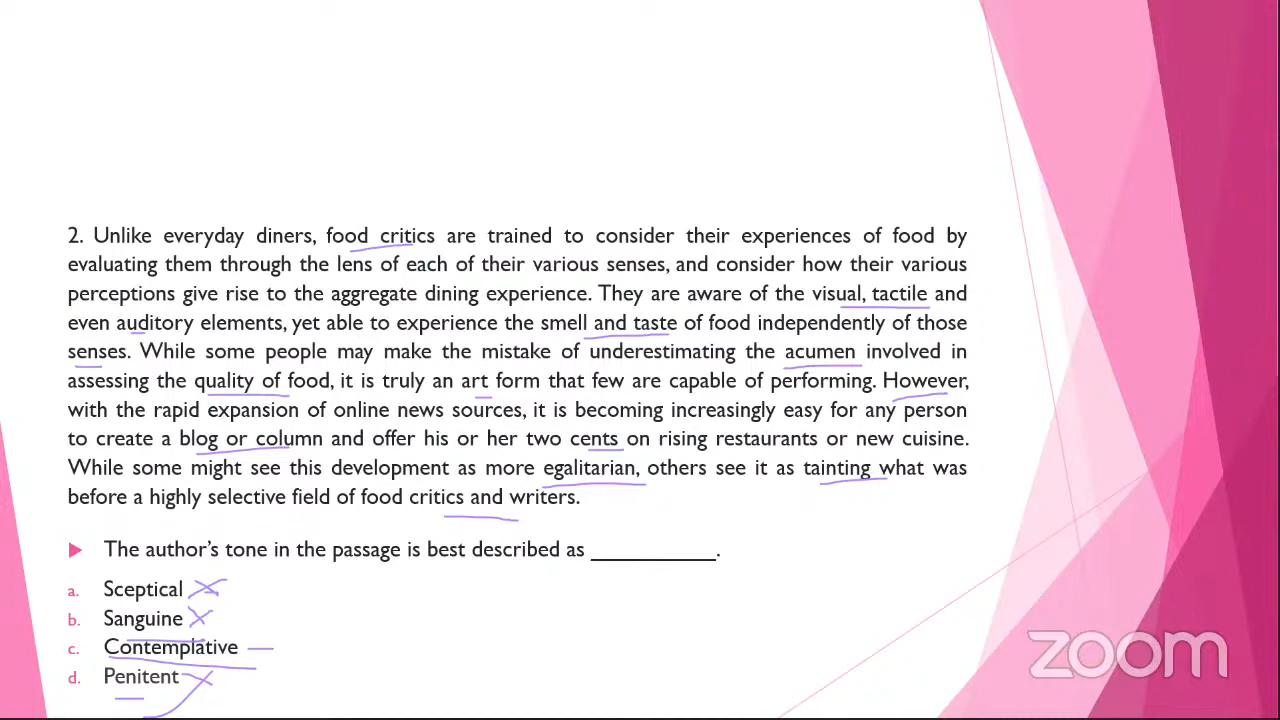 2. Unlike everyday diners, food critics are trained to consider their experiences of food by
evaluating them through the lens of each of their various senses, and consider how their various
perceptions give rise to the aggregate dining experience. They are aware of the visual, tactile and
even auditory elements, yet able to experience the smell and taste of food independently of those
senses. While some people may make the mistake of underestimating the acumen involved in
assessing the quality of food, it is truly an art form that few are capable of performing. However,
with the rapid expansion of online news sources, it is becoming increasingly easy for any person
to create a blog or column and offer his or her two cents on rising restaurants or new cuisine.
While some might see this development as more egalitarian, others see it as tainting what was
before a highly selective field of food critics and writers.
The author’s tone in the passage is best described as __________.
a. Sceptical
b. Sanguine
c. Contemplative
d. Penitent
zoom